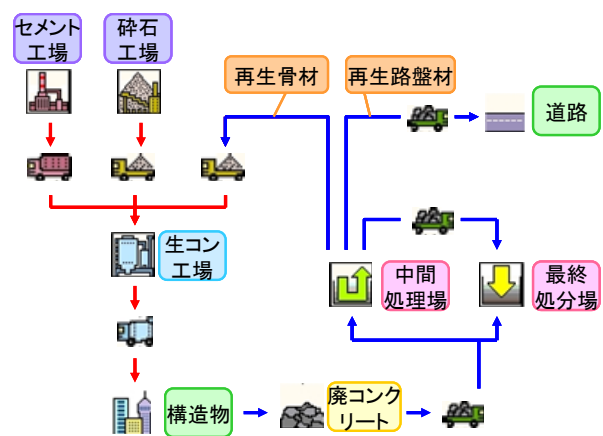 セメント
工場
砕石
工場
再生骨材
再生路盤材
道路
生コン
工場
中間
処理場
最終
処分場
構造物
廃コンク
リート